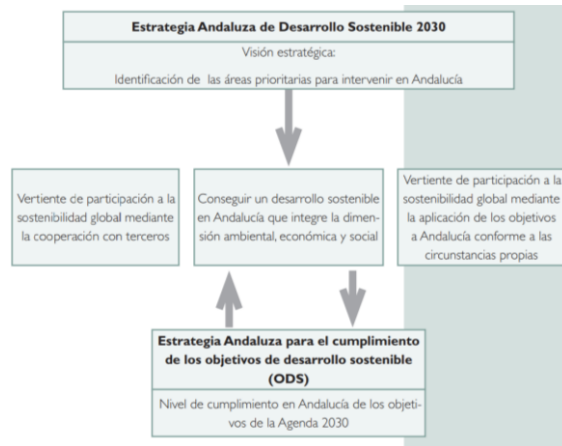 Estrategia Andaluza de Desarrollo Sostenible 2030
Visión estratégica:
Identificación de las áreas prioritarias para intervenir en Andalucía
Vertiente de participación a la
sostenibilidad global mediante
la cooperación con terceros
Conseguir un desarrollo sostenible
en Andalucía que integre la dimen-
sión ambiental, económica y social
Vertiente de participación a la
sostenibilidad global mediante
la aplicación de los objetivos
a Andalucía conforme a las
circunstancias propias
Estrategia Andaluza para el cumplimiento
de los objetivos de desarrollo sostenible
(ODS)
Nivel de cumplimiento en Andalucía de los objeti-
vos de la Agenda 2030